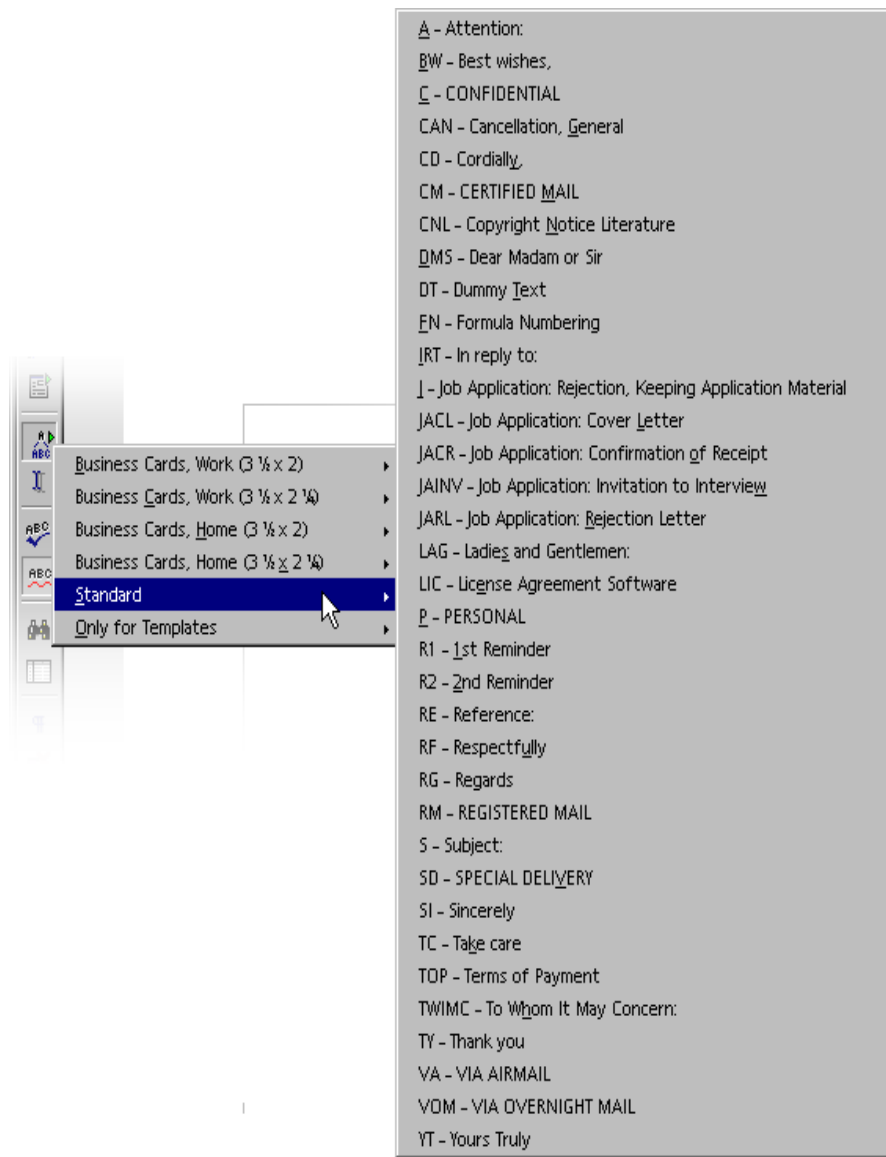 A – Attention:
BW – Best wishes,
C – CONFIDENTIAL
CAN – Cancellation, General
CD – Cordially,
CM – CERTIFIED MAIL
CNL – Copyright Notice Literature
DMS – Dear Madam or Sir
DT – Dummy Text
FN – Formula Numbering
IRT – In reply to:
J – Job Application: Rejection, Keeping Application Material
JACL – Job Application: Cover Letter
JACR – Job Application: Confirmation of Receipt
JAINV – Job Application: Invitation to Interview
JARL – Job Application: Rejection Letter
LAG – Ladies and Gentlemen:
LIC – License Agreement Software
P – PERSONAL
R1 – 1st Reminder
R2 – 2nd Reminder
RE – Reference:
RF – Respectfully
RG – Regards
RM – REGISTERED MAIL
S – Subject:
SD – SPECIAL DELIVERY
SI – Sincerely
TC – Take care
TOP – Terms of Payment
TWIMC – To Whom It May Concern:
TY – Thank you
VA – VIA AIRMAIL
VOM – VIA OVERNIGHT MAIL
YT – Yours Truly
A
ABC
ABC
ABC
Business Cards, Work (3 ½ x 2)
Business Cards, Work (3 ½ x 2 ¼)
Business Cards, Home (3 ½ x 2)
Business Cards, Home (3 ½ x 2 ¼)
Standard
Only for Templates